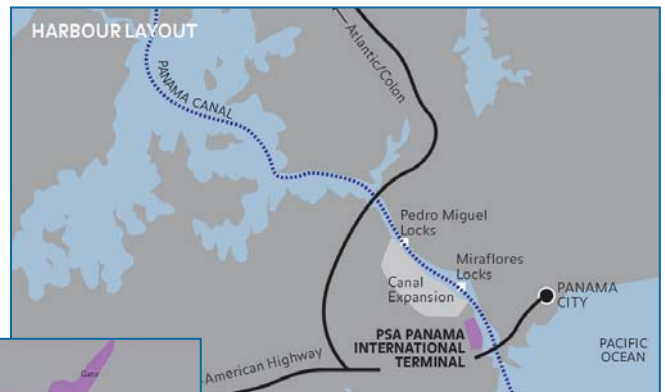 HARBOUR LAYOUT
Atlantic/Colon
PANAMA CANAL
Pedro Miguel
Locks
Miraflores
Locks
Canal
Expansion
PANAMA
CITY
PSA PANAMA
INTERNATIONAL
TERMINAL
PACIFIC
OCEAN
Gate
-American Highway